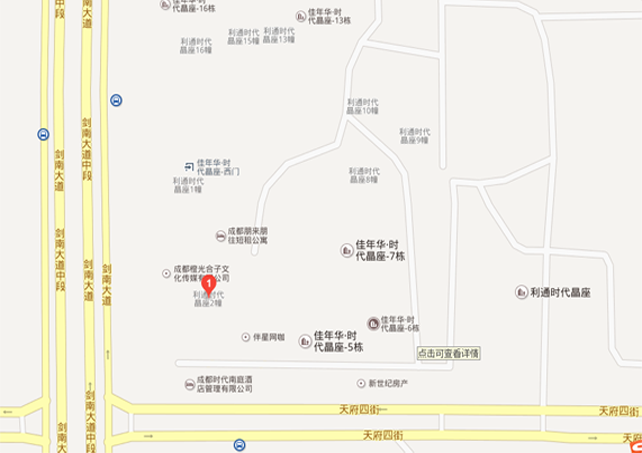 佳年华·时
代晶座-16栋
佳年华·时
代晶座-13栋
中段
剑南大道
利通时代
晶座16幢
利通时代
晶座15幢
利通时代
晶座13幢
利通时代
晶座10幢
利通时代
晶座9幢
剑南大道中段
剑南大道
佳年华·时
代晶座-西门
利通时代
晶座1幢
利通时代
晶座8幢
成都朋来朋
往短租公寓
佳年华·时
代晶座-7栋
剑南大道
剑南大道
剑南大道
成都橙光合子文
化传媒有限公司
1
利通时代
晶座2幢
利通时代晶座
伴星网咖
佳年华·时
代晶座-5栋
佳年华·时
代晶座-6栋
点击可查看详情
成都时代南庭酒
店管理有限公司
新世纪房产
剑南大道中段
剑南大道
天府四街
天府四街
天府四街